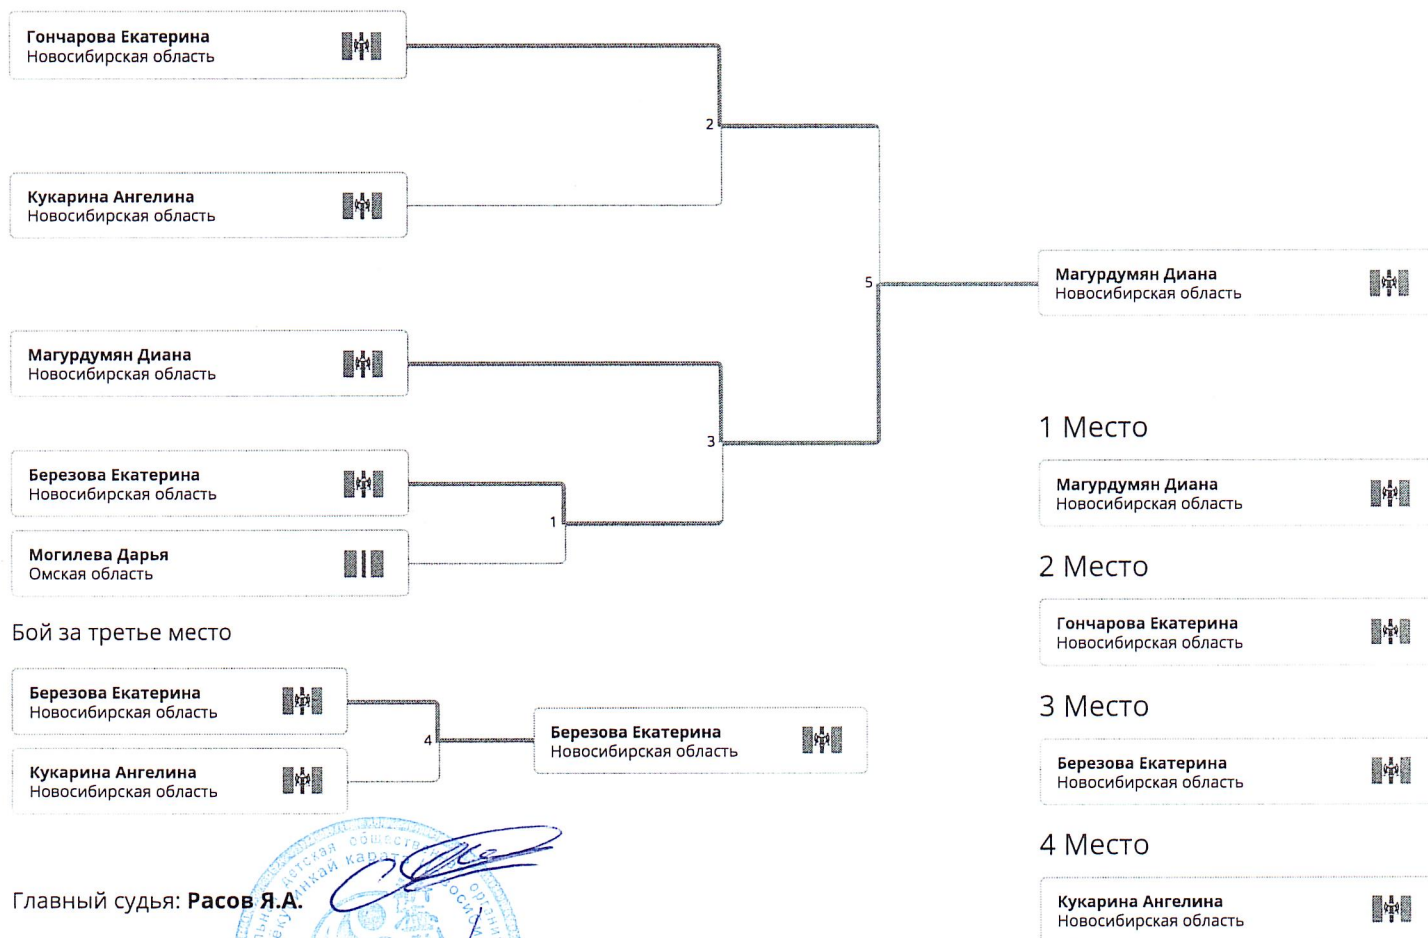 Гончарова Екатерина
Новосибирская область
2
Кукарина Ангелина
Новосибирская область
5
Магурдумян Диана
Новосибирская область
Магурдумян Диана
Новосибирская область
3
1 Место
Магурдумян Диана
Новосибирская область
Березова Екатерина
Новосибирская область
1
Могилева Дарья
Омская область
2 Место
Гончарова Екатерина
Новосибирская область
Бой за третье место
Березова Екатерина
Новосибирская область
4
Кукарина Ангелина
Новосибирская область
Березова Екатерина
Новосибирская область
3 Место
Березова Екатерина
Новосибирская область
4 Место
Кукарина Ангелина
Новосибирская область
Главный судья: Расов Я.А.
детская обществ
карате